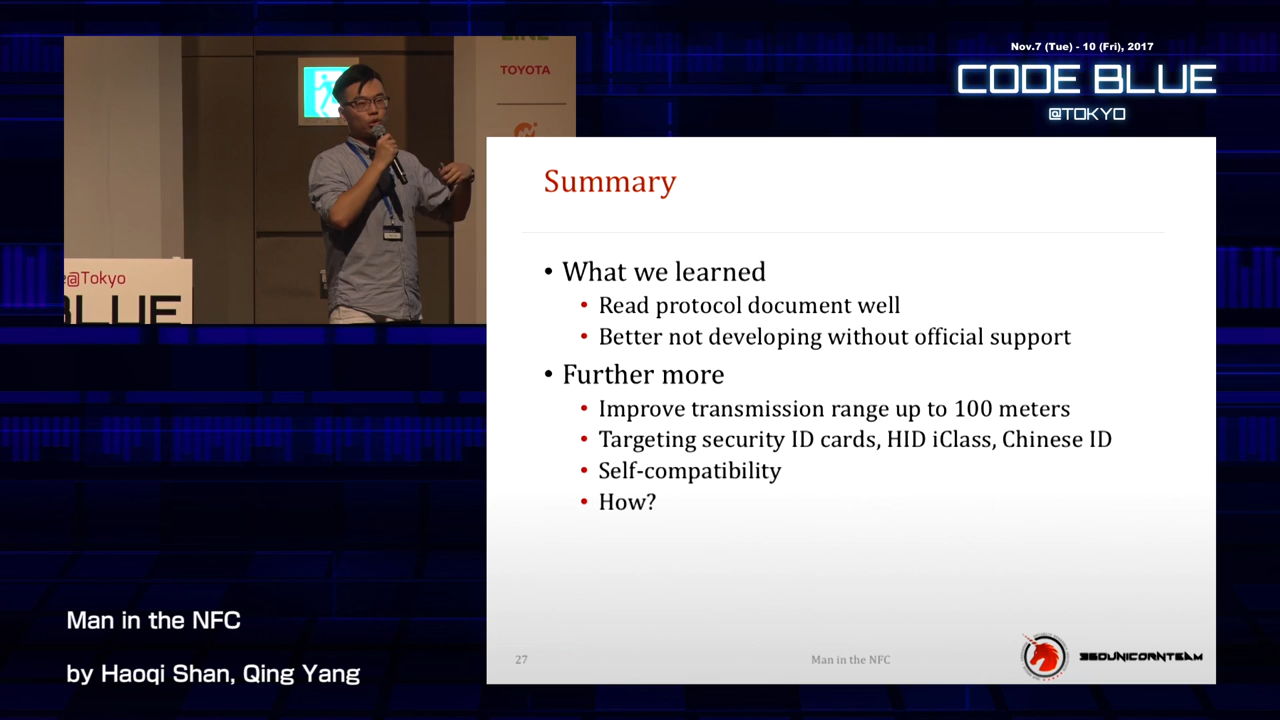 Nov.7 (Tue) - 10 (Fri), 2017
CODE BLUE
@TOKYO
TOYOTA
e@Tokyo
BLUE
Summary
• What we learned
• Read protocol document well
• Better not developing without official support
• Further more
• Improve transmission range up to 100 meters
• Targeting security ID cards, HID iClass, Chinese ID
• Self-compatibility
• How?
27
Man in the NFC
360UNICORNTEAM
Man in the NFC
by Haoqi Shan, Qing Yang